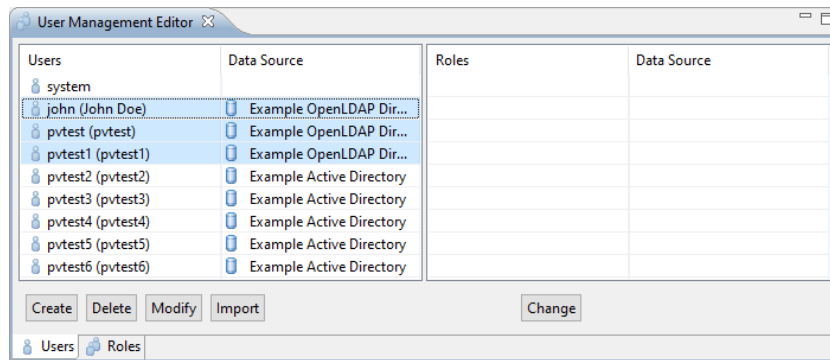 User Management Editor
Users Data Source Roles Data Source
system
john (John Doe) Example OpenLDAP Dir...
pvtest (pvtest) Example OpenLDAP Dir...
pvtest1 (pvtest1) Example OpenLDAP Dir...
pvtest2 (pvtest2) Example Active Directory
pvtest3 (pvtest3) Example Active Directory
pvtest4 (pvtest4) Example Active Directory
pvtest5 (pvtest5) Example Active Directory
pvtest6 (pvtest6) Example Active Directory
Create Delete Modify Import Change
Users Roles